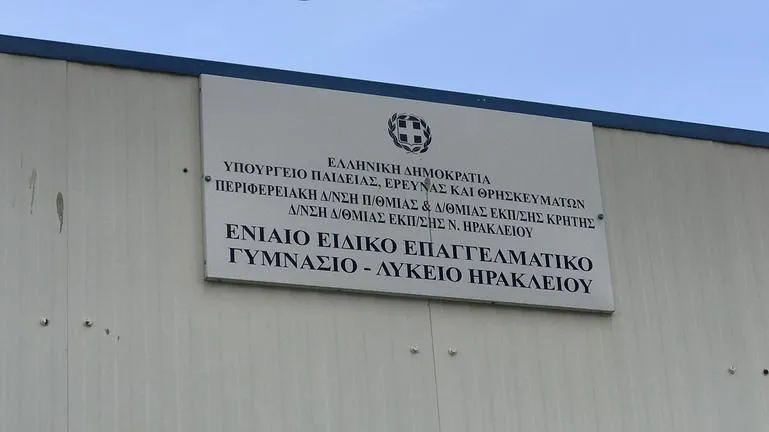 ΕΛΛΗΝΙΚΗ ΔΗΜΟΚΡΑΤΙΑ
ΥΠΟΥΡΓΕΙΟ ΠΑΙΔΕΙΑΣ, ΕΡΕΥΝΑΣ ΚΑΙ ΘΡΗΣΚΕΥΜΑΤΩΝ
ΠΕΡΙΦΕΡΕΙΑΚΗ Δ/ΝΣΗ Π/ΘΜΙΑΣ & Δ/ΘΜΙΑΣ ΕΚΠ/ΣΗΣ ΚΡΗΤΗΣ
Δ/ΝΣΗ Δ/ΘΜΙΑΣ ΕΚΠ/ΣΗΣ Ν. ΗΡΑΚΛΕΙΟΥ
ΕΝΙΑΙΟ ΕΙΔΙΚΟ ΕΠΑΓΓΕΛΜΑΤΙΚΟ
ΓΥΜΝΑΣΙΟ - ΛΥΚΕΙΟ ΗΡΑΚΛΕΙΟΥ